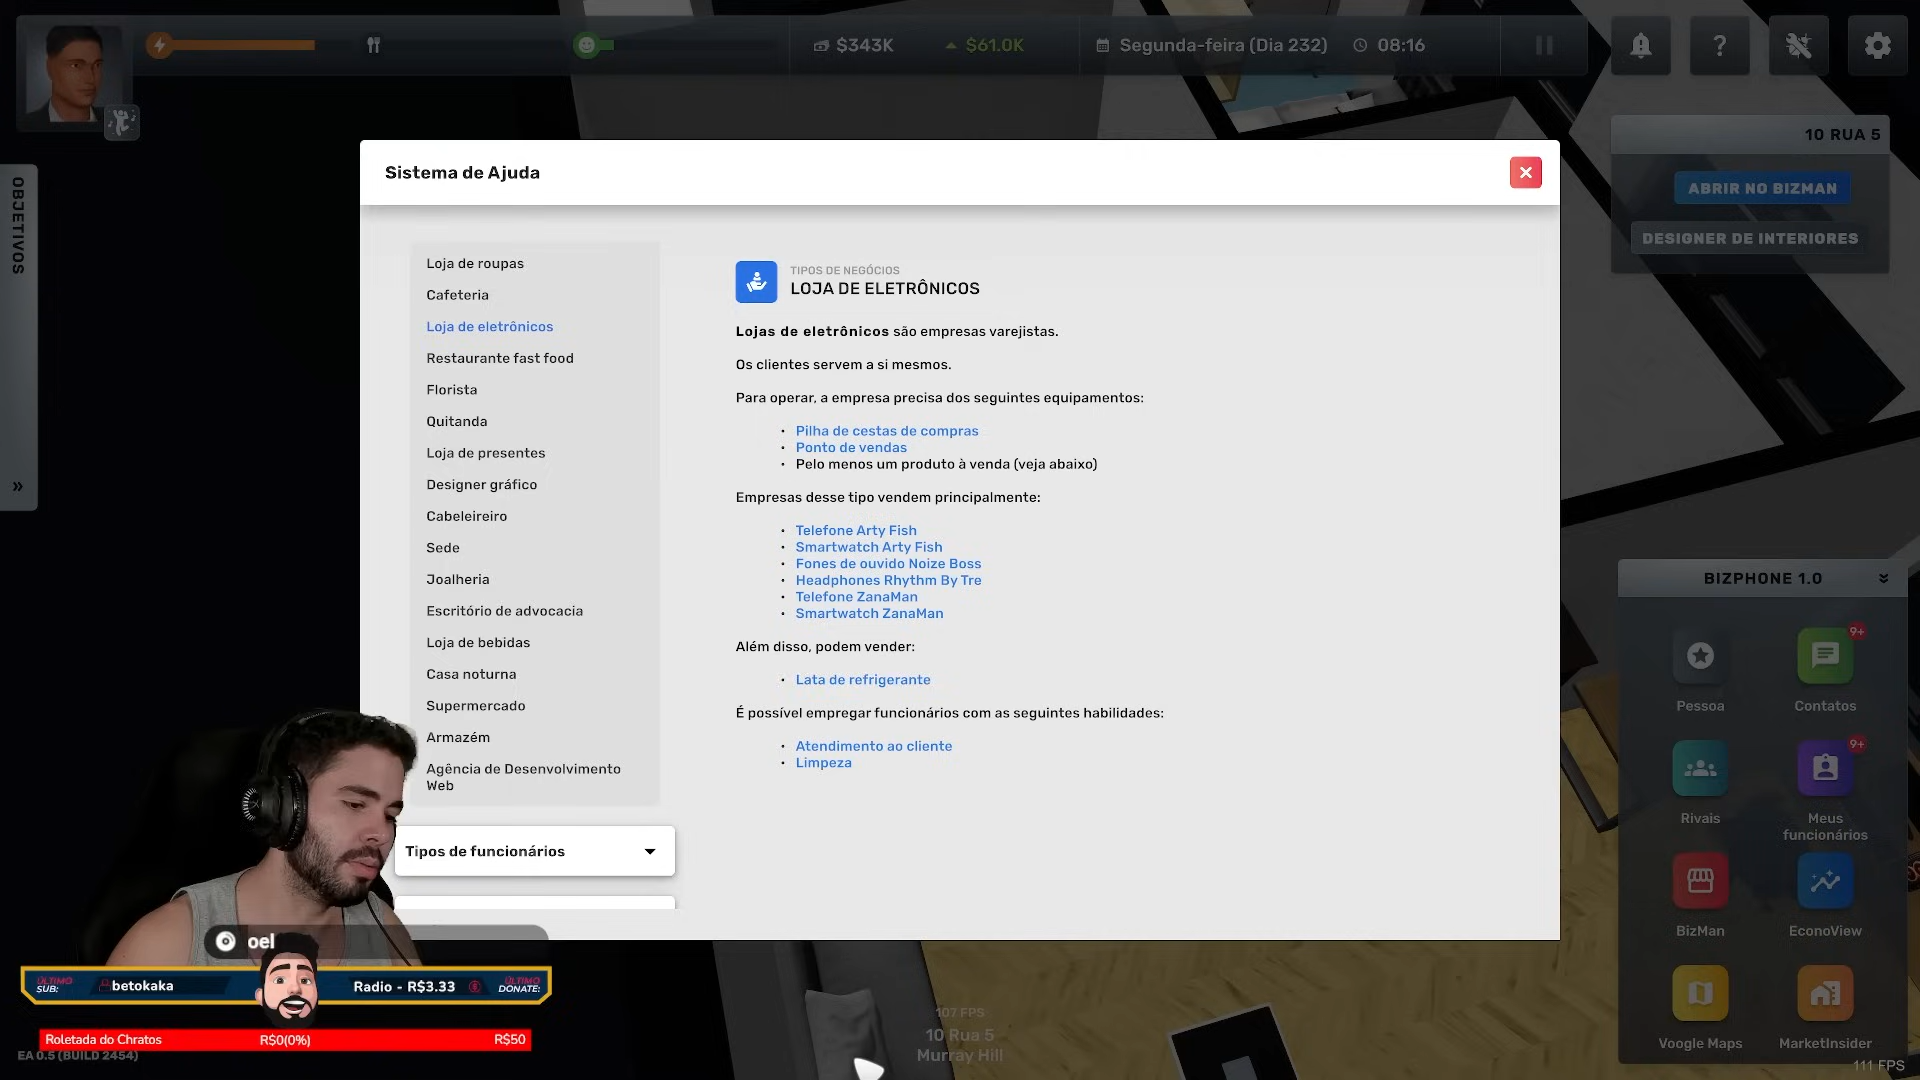 $343K
$61.0K
Segunda-feira (Dia 232)
08:16
OBJETIVOS
10 RUA 5
ABRIR NO BIZMAN
DESIGNER DE INTERIORES
Sistema de Ajuda
Loja de roupas
Cafeteria
Loja de eletrônicos
Restaurante fast food
Florista
Quitanda
Loja de presentes
Designer gráfico
Cabeleireiro
Sede
Joalheria
Escritório de advocacia
Loja de bebidas
Casa noturna
Supermercado
Armazém
Agência de Desenvolvimento
Web
Tipos de funcionários
TIPOS DE NEGÓCIOS
LOJA DE ELETRÔNICOS
Lojas de eletrônicos são empresas varejistas.
Os clientes servem a si mesmos.
Para operar, a empresa precisa dos seguintes equipamentos:
• Pilha de cestas de compras
• Ponto de vendas
• Pelo menos um produto à venda (veja abaixo)
Empresas desse tipo vendem principalmente:
• Telefone Arty Fish
• Smartwatch Arty Fish
• Fones de ouvido Noize Boss
• Headphones Rhythm By Tre
• Telefone ZanaMan
• Smartwatch ZanaMan
Além disso, podem vender:
• Lata de refrigerante
É possível empregar funcionários com as seguintes habilidades:
• Atendimento ao cliente
• Limpeza
BIZPHONE 1.0
9+
Pessoa
Contatos
9+
Rivais
Meus
funcionários
BizMan
EconoView
Voogle Maps
MarketInsider
111 FPS
oel
ÚLTIMO
SUB:
betokaka
Radio - R$3.33
ÚLTIMO
DONATE:
Roletada do Chratos
R$0(0%)
R$50
EA 0.5 (BUILD 2454)
107 FPS
10 Rua 5
Murray Hill